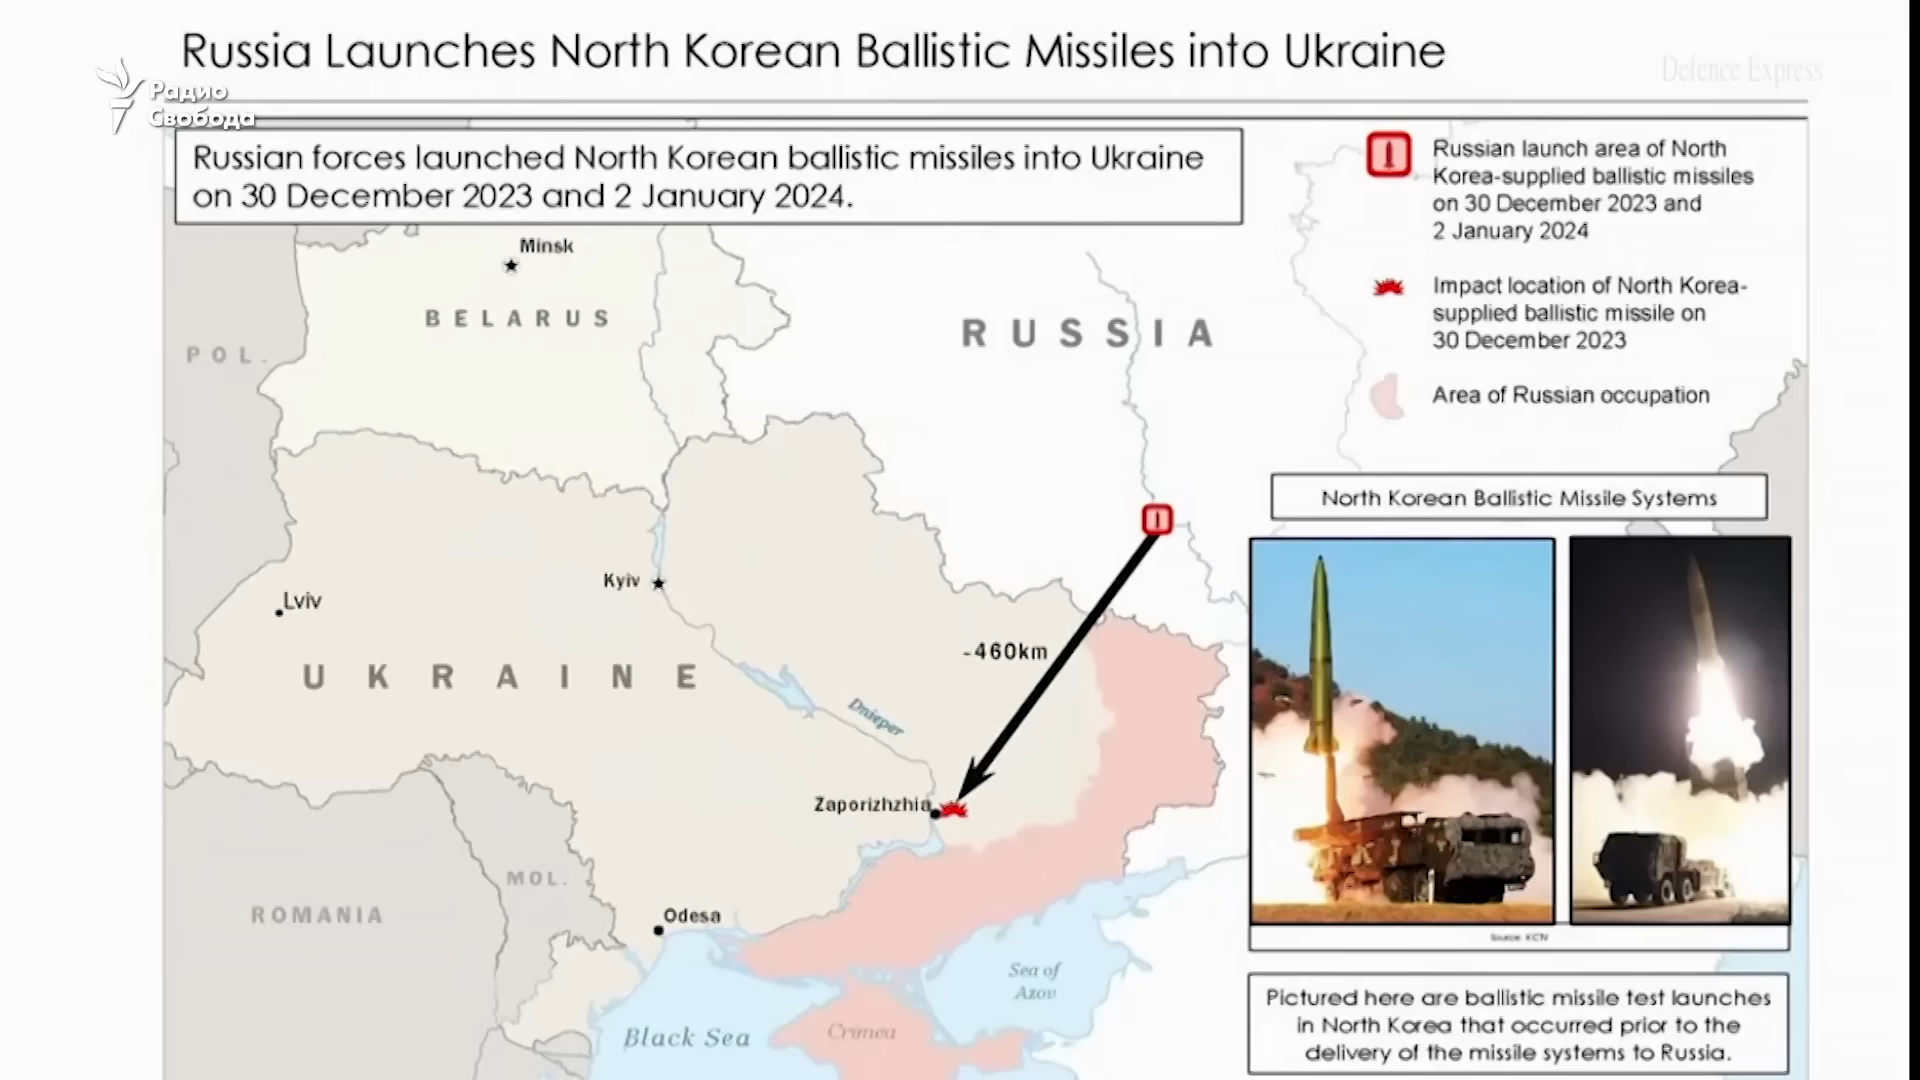 Russia Launches North Korean Ballistic Missiles into Ukraine
Defence Express
Радио
Свобода
Russian forces launched North Korean ballistic missiles into Ukraine
on 30 December 2023 and 2 January 2024.
Russian launch area of North
Korea-supplied ballistic missiles
on 30 December 2023 and
2 January 2024
Impact location of North Korea-
supplied ballistic missile on
30 December 2023
Area of Russian occupation
Minsk
BELARUS
POL.
RUSSIA
North Korean Ballistic Missile Systems
Kyiv
Lviv
~460km
UKRAINE
Dnieper
Zaporizhzhia
MOL.
ROMANIA
Odesa
Source: KCTV
Sea of
Azov
Black Sea
Crimea
Pictured here are ballistic missile test launches
in North Korea that occurred prior to the
delivery of the missile systems to Russia.